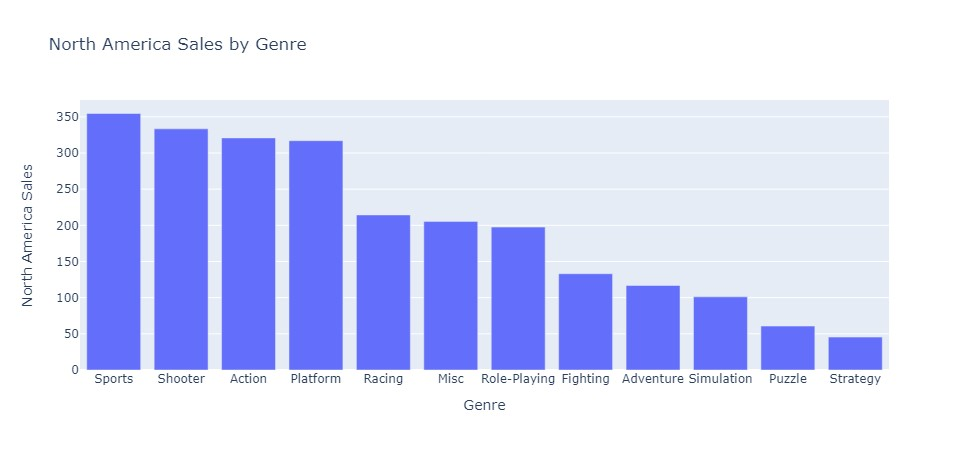 North America Sales by Genre
North America Sales
350
300
250
200
150
100
50
0
Sports Shooter Action Platform Racing Misc Role-Playing Fighting Adventure Simulation Puzzle Strategy
Genre